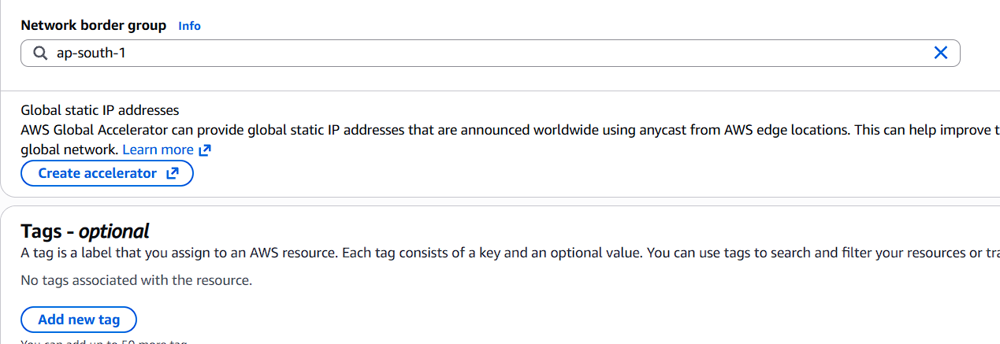 Network border group Info
ap-south-1
Global static IP addresses
AWS Global Accelerator can provide global static IP addresses that are announced worldwide using anycast from AWS edge locations. This can help improve
global network. Learn more
Create accelerator
Tags - optional
A tag is a label that you assign to an AWS resource. Each tag consists of a key and an optional value. You can use tags to search and filter your resources or
No tags associated with the resource.
Add new tag
You can add up to 50 more tag